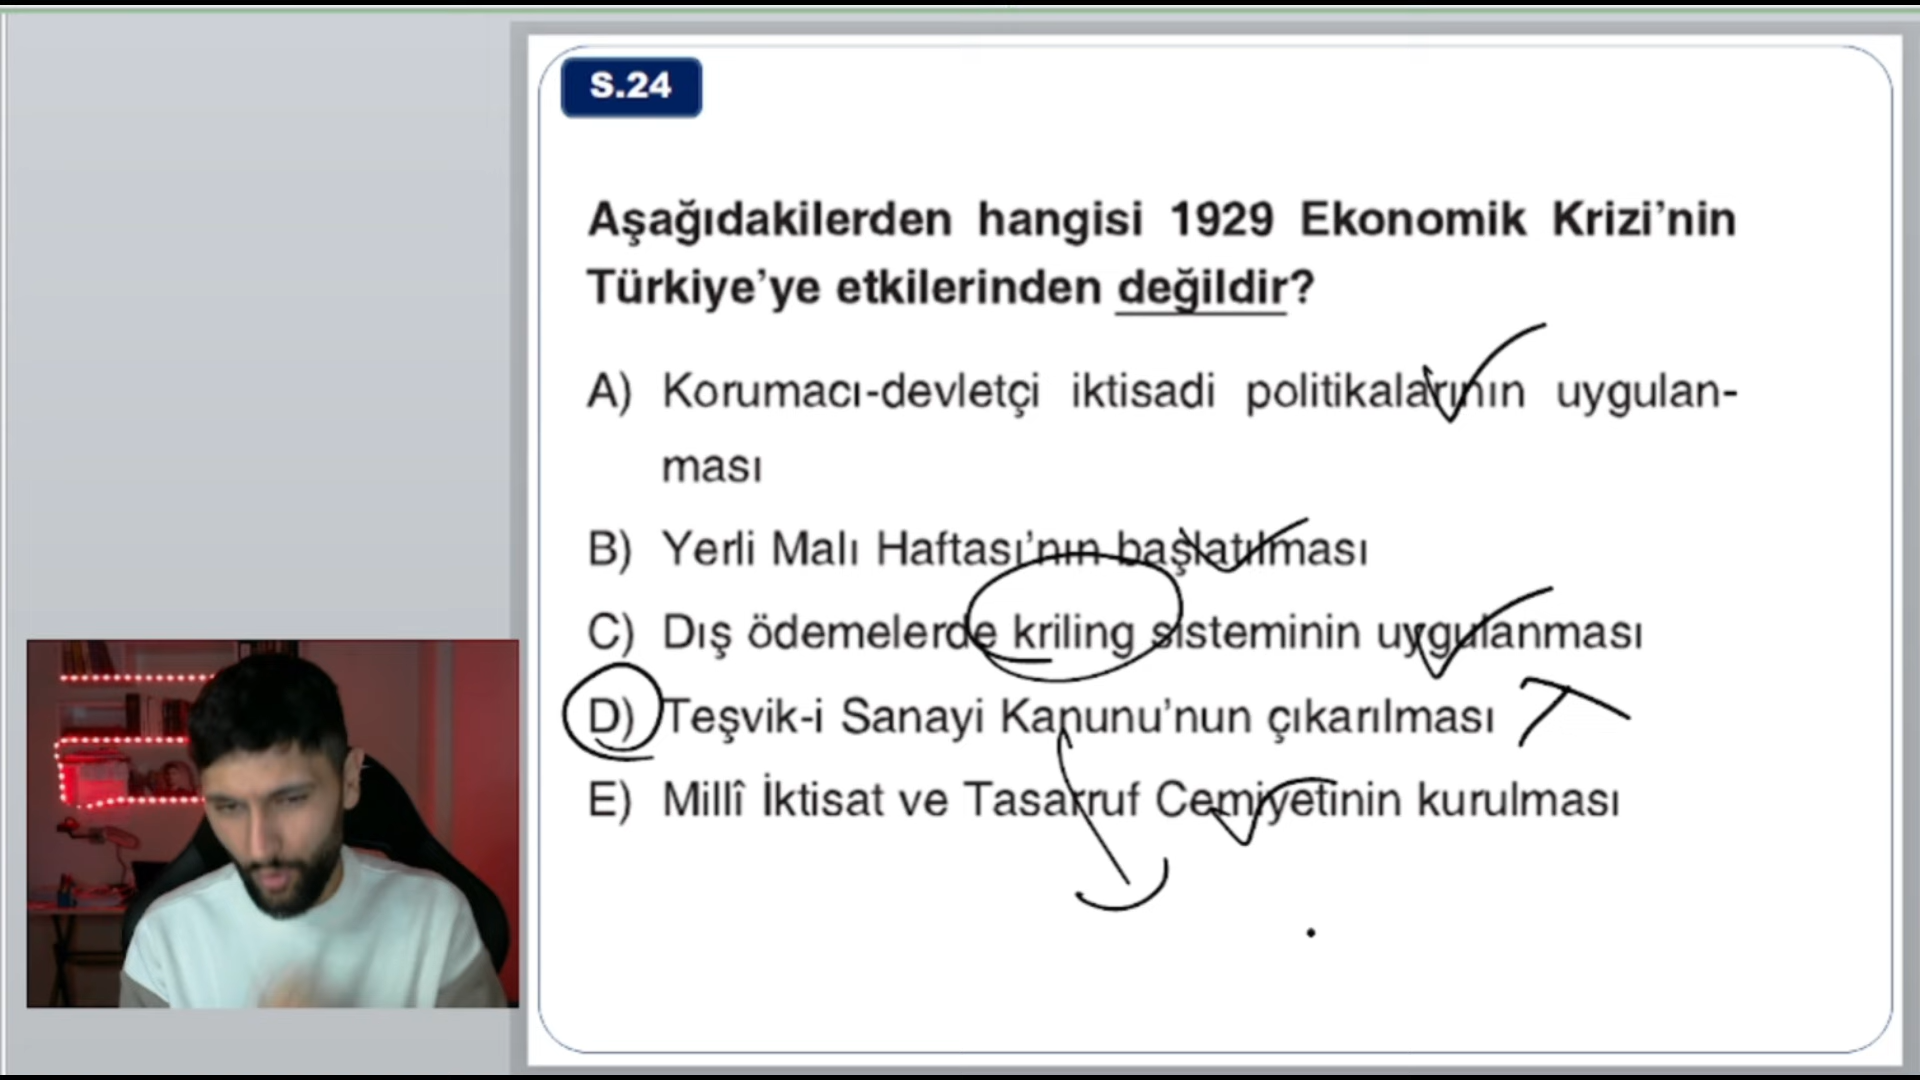 S.24
Aşağıdakilerden hangisi 1929 Ekonomik Krizi’nin
Türkiye’ye etkilerinden değildir?
A) Korumacı-devletçi iktisadi politikalarının uygulan-
ması
B) Yerli Malı Haftası’nın başlatılması
C) Dış ödemelerde kriling sisteminin uygulanması
D) Teşvik-i Sanayi Kanunu’nun çıkarılması
E) Millî İktisat ve Tasarruf Cemiyetinin kurulması